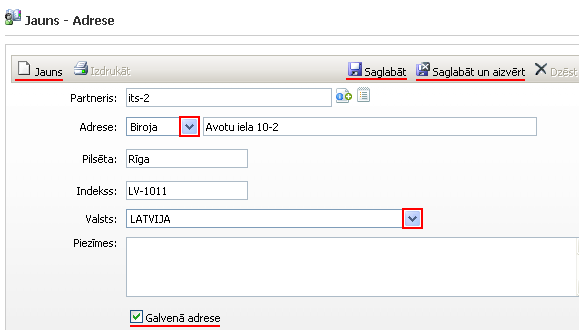 Jauns - Adrese
Jauns Izdrukāt Saglabāt Saglabāt un aizvērt Dzēst
Partneris: its-2
Adrese: Biroja Avotu iela 10-2
Pilsēta: Rīga
Indekss: LV-1011
Valsts: LATVIJA
Piezīmes:
Galvenā adrese